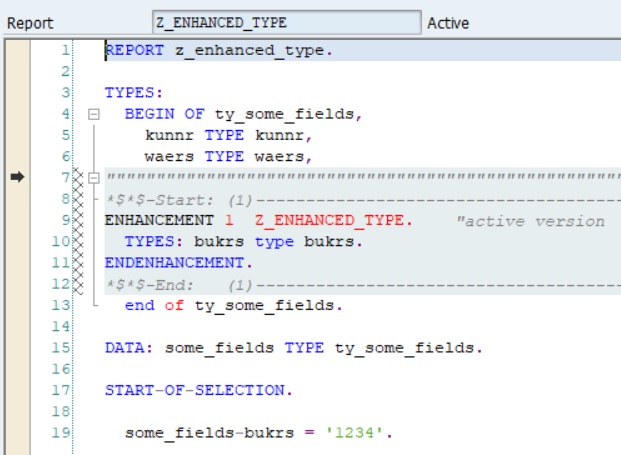 Report Z_ENHANCED_TYPE Active
1 REPORT z_enhanced_type.
2
3 TYPES:
4 BEGIN OF ty_some_fields,
5 kunnr TYPE kunnr,
6 waers TYPE waers,
7 """"""""""""""""""""""""""""""""""""""""""""""""""""
8 *$*$-Start: (1)-------------------------------------
9 ENHANCEMENT 1 Z_ENHANCED_TYPE. "active version
10 TYPES: bukrs type bukrs.
11 ENDENHANCEMENT.
12 *$*$-End: (1)-------------------------------------
13 end of ty_some_fields.
14
15 DATA: some_fields TYPE ty_some_fields.
16
17 START-OF-SELECTION.
18
19 some_fields-bukrs = '1234'.